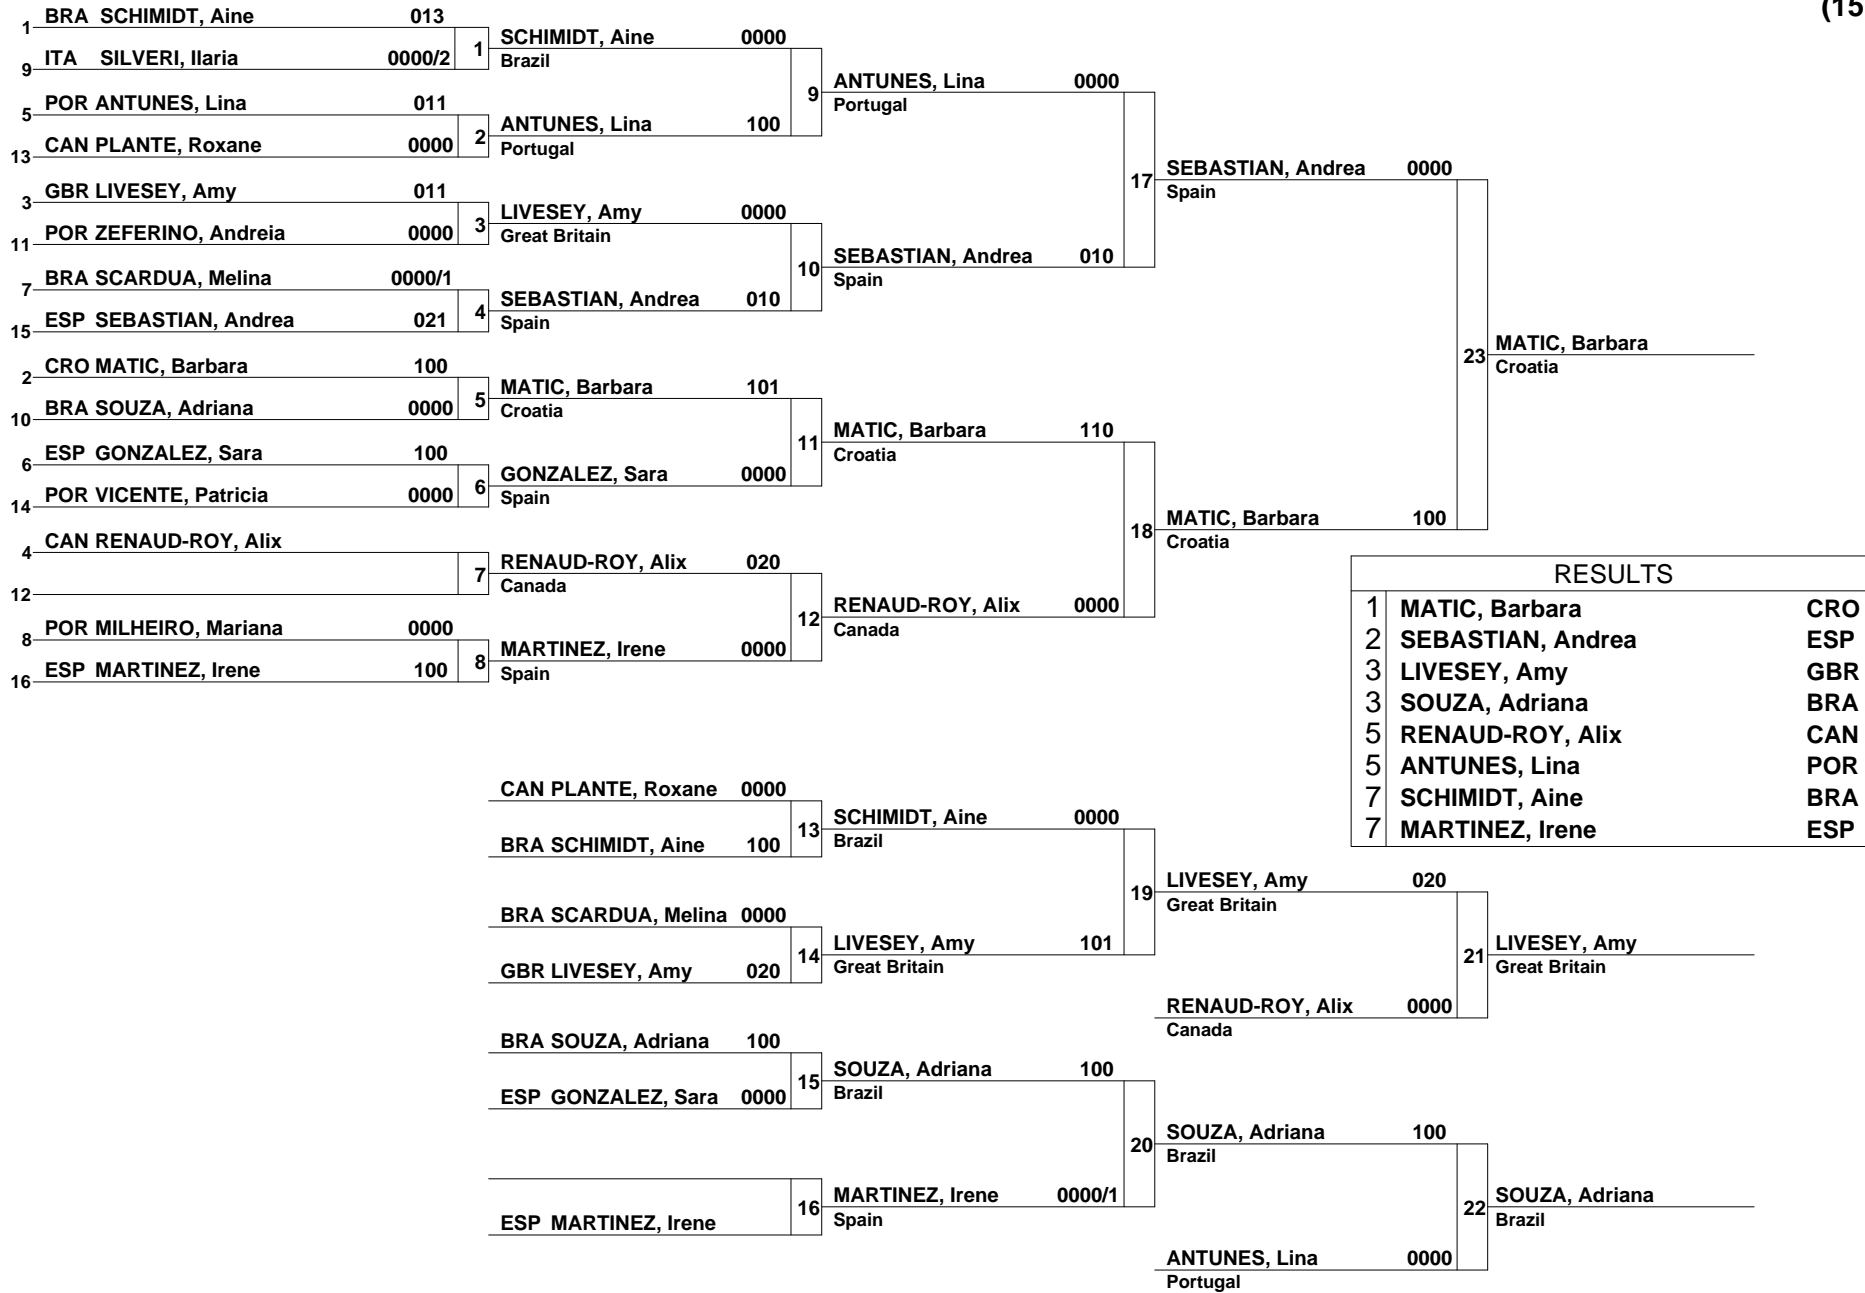 (15
1 BRA SCHIMIDT, Aine 013
9 ITA SILVERI, Ilaria 0000/2
1
5 POR ANTUNES, Lina 011
13 CAN PLANTE, Roxane 0000
2
3 GBR LIVESEY, Amy 011
11 POR ZEFERINO, Andreia 0000
3
7 BRA SCARDUA, Melina 0000/1
15 ESP SEBASTIAN, Andrea 021
4
2 CRO MATIC, Barbara 100
10 BRA SOUZA, Adriana 0000
5
6 ESP GONZALEZ, Sara 100
14 POR VICENTE, Patricia 0000
6
4 CAN RENAUD-ROY, Alix
12
7
8 POR MILHEIRO, Mariana 0000
16 ESP MARTINEZ, Irene 100
8
SCHIMIDT, Aine 0000
Brazil
ANTUNES, Lina 100
Portugal
9
LIVESEY, Amy 0000
Great Britain
SEBASTIAN, Andrea 010
Spain
10
MATIC, Barbara 101
Croatia
GONZALEZ, Sara 0000
Spain
11
RENAUD-ROY, Alix 020
Canada
MARTINEZ, Irene 0000
Spain
12
ANTUNES, Lina 0000
Portugal
SEBASTIAN, Andrea 010
Spain
17
MATIC, Barbara 110
Croatia
RENAUD-ROY, Alix 0000
Canada
18
SEBASTIAN, Andrea 0000
Spain
MATIC, Barbara 100
Croatia
23
MATIC, Barbara
Croatia
RESULTS
1 MATIC, Barbara CRO
2 SEBASTIAN, Andrea ESP
3 LIVESEY, Amy GBR
3 SOUZA, Adriana BRA
5 RENAUD-ROY, Alix CAN
5 ANTUNES, Lina POR
7 SCHIMIDT, Aine BRA
7 MARTINEZ, Irene ESP
CAN PLANTE, Roxane 0000
BRA SCHIMIDT, Aine 100
13
BRA SCARDUA, Melina 0000
GBR LIVESEY, Amy 020
14
BRA SOUZA, Adriana 100
ESP GONZALEZ, Sara 0000
15
ESP MARTINEZ, Irene
16
SCHIMIDT, Aine 0000
Brazil
LIVESEY, Amy 101
Great Britain
19
SOUZA, Adriana 100
Brazil
MARTINEZ, Irene 0000/1
Spain
20
LIVESEY, Amy 020
Great Britain
RENAUD-ROY, Alix 0000
Canada
21
SOUZA, Adriana 100
Brazil
ANTUNES, Lina 0000
Portugal
22
LIVESEY, Amy
Great Britain
SOUZA, Adriana
Brazil